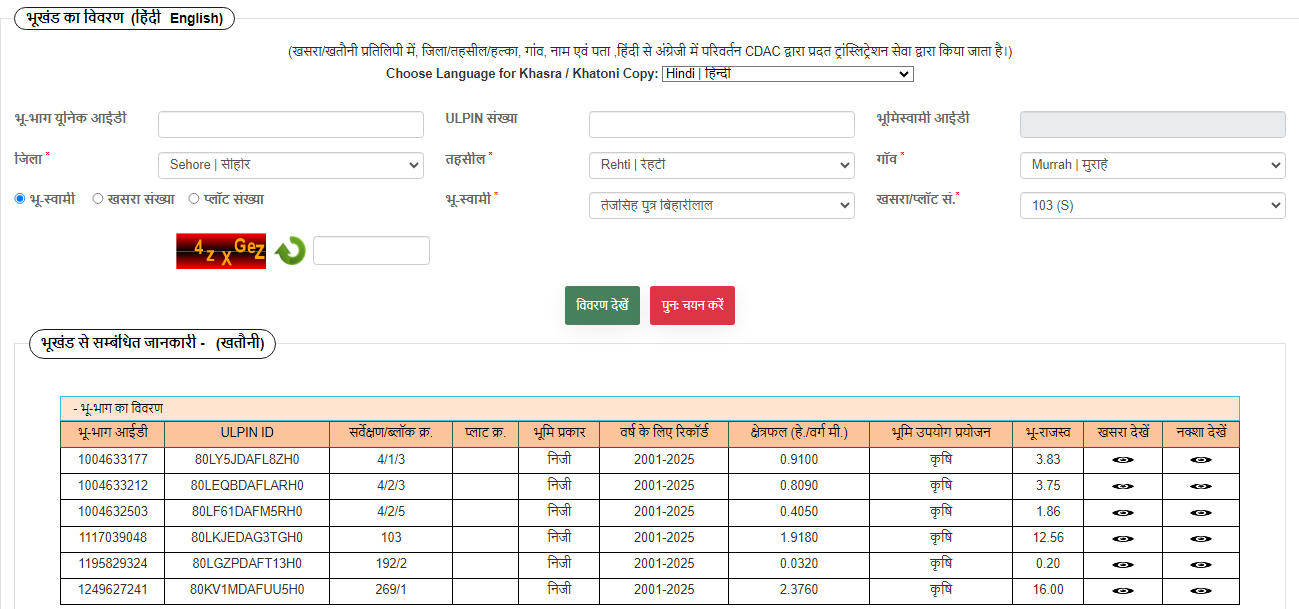 भूखंड का विवरण (हिंदी English)
(खसरा/खतौनी प्रतिलिपी में, जिला/तहसील/हल्का, गांव, नाम एवं पता ,हिंदी से अंग्रेजी में परिवर्तन CDAC द्वारा प्रदत ट्रांस्लिट्रेशन सेवा द्वारा किया जाता है।)
Choose Language for Khasra / Khatoni Copy: Hindi | हिन्दी
भू-भाग यूनिक आईडी ULPIN संख्या भूमिस्वामी आईडी
जिला * Sehore | सीहोर तहसील * Rehti | रेहटी गाँव * Murrah | मुराह
भू-स्वामी खसरा संख्या प्लॉट संख्या भू-स्वामी * तेजसिंह पुत्र बिहारीलाल खसरा/प्लॉट सं.* 103 (S)
4zXGez
विवरण देखें पुनः चयन करें
भूखंड से सम्बंधित जानकारी - (खतौनी)
- भू-भाग का विवरण
भू-भाग आईडी ULPIN ID सर्वेक्षण/ब्लॉक क्र. प्लाट क्र. भूमि प्रकार वर्ष के लिए रिकॉर्ड क्षेत्रफल (हे./वर्ग मी.) भूमि उपयोग प्रयोजन भू-राजस्व खसरा देखें नक्शा देखें
1004633177 80LY5JDAFL8ZH0 4/1/3 निजी 2001-2025 0.9100 कृषि 3.83
1004633212 80LEQBDAFLARH0 4/2/3 निजी 2001-2025 0.8090 कृषि 3.75
1004632503 80LF61DAFM5RH0 4/2/5 निजी 2001-2025 0.4050 कृषि 1.86
1117039048 80LKJEDAG3TGH0 103 निजी 2001-2025 1.9180 कृषि 12.56
1195829324 80LGZPDAFT13H0 192/2 निजी 2001-2025 0.0320 कृषि 0.20
1249627241 80KV1MDAFUU5H0 269/1 निजी 2001-2025 2.3760 कृषि 16.00